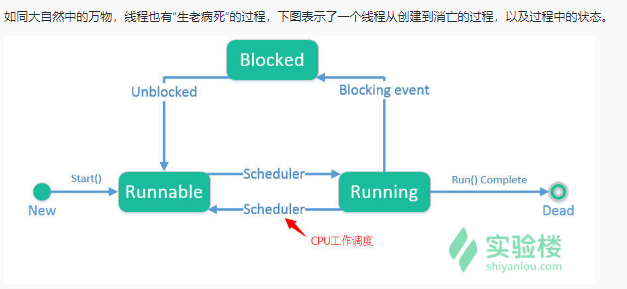 如同大自然中的万物，线程也有“生老病死”的过程，下图表示了一个线程从创建到消亡的过程，以及过程中的状态。
Blocked
Unblocked
Blocking event
Start()
Scheduler
Run() Complete
Runnable
Running
New
Scheduler
Dead
CPU工作调度
实验楼
shiyanlou.com